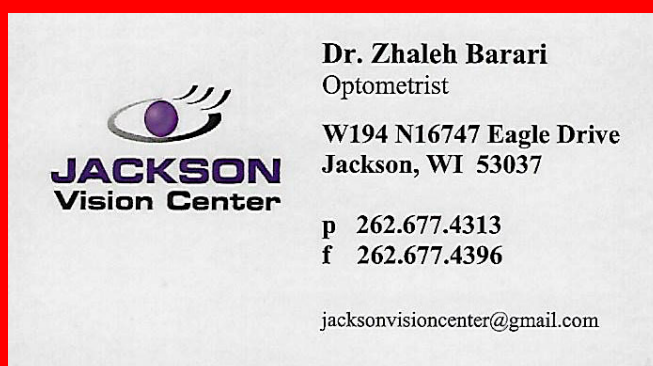 Dr. Zhaleh Barari
Optometrist
W194 N16747 Eagle Drive
Jackson, WI 53037
p 262.677.4313
f 262.677.4396
jacksonvisioncenter@gmail.com
JACKSON
Vision Center